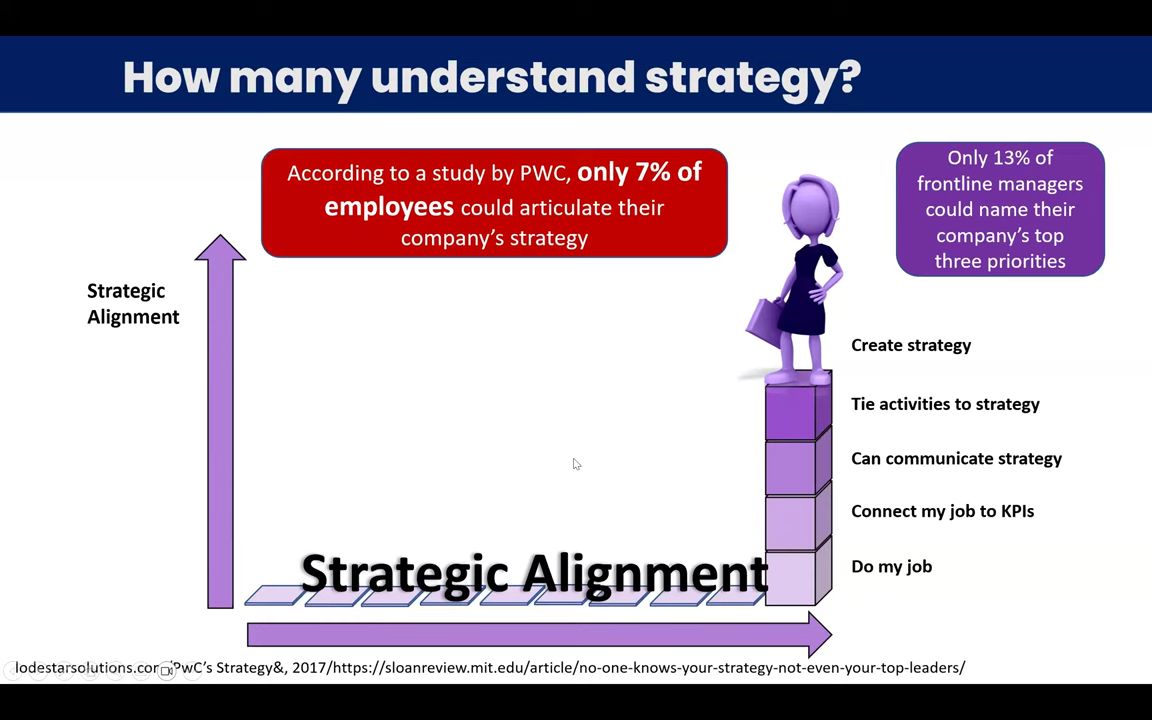 How many understand strategy?
According to a study by PWC, only 7% of
employees could articulate their
company’s strategy
Only 13% of
frontline managers
could name their
company’s top
three priorities
Strategic
Alignment
Create strategy
Tie activities to strategy
Can communicate strategy
Connect my job to KPIs
Do my job
Strategic Alignment
lodestarsolutions.com/PwC’s Strategy&, 2017/https://sloanreview.mit.edu/article/no-one-knows-your-strategy-not-even-your-top-leaders/